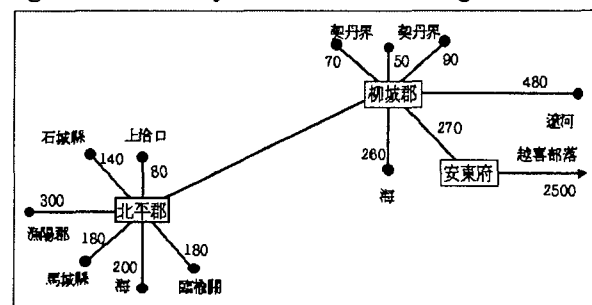 契丹界 契丹界
70 50 90
柳城郡
480
遼河
270
260
海
安東府
越喜部落
2500
石城縣 上拾口
140 80
300
北平郡
漁陽郡
180
馬城縣
200
海
180
臨楡關